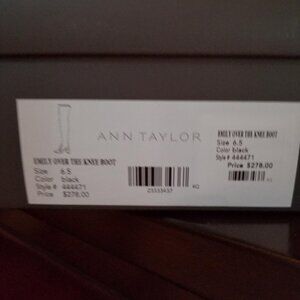 ANN TAYLOR
EMILY OVER THE KNEE BOOT
Size 6.5
Color black
Style # 444471
Price $278.00
23333937
EMILY OVER THE KNEE BOOT
Size 6.5
Color black
Style # 444471
Price $278.00